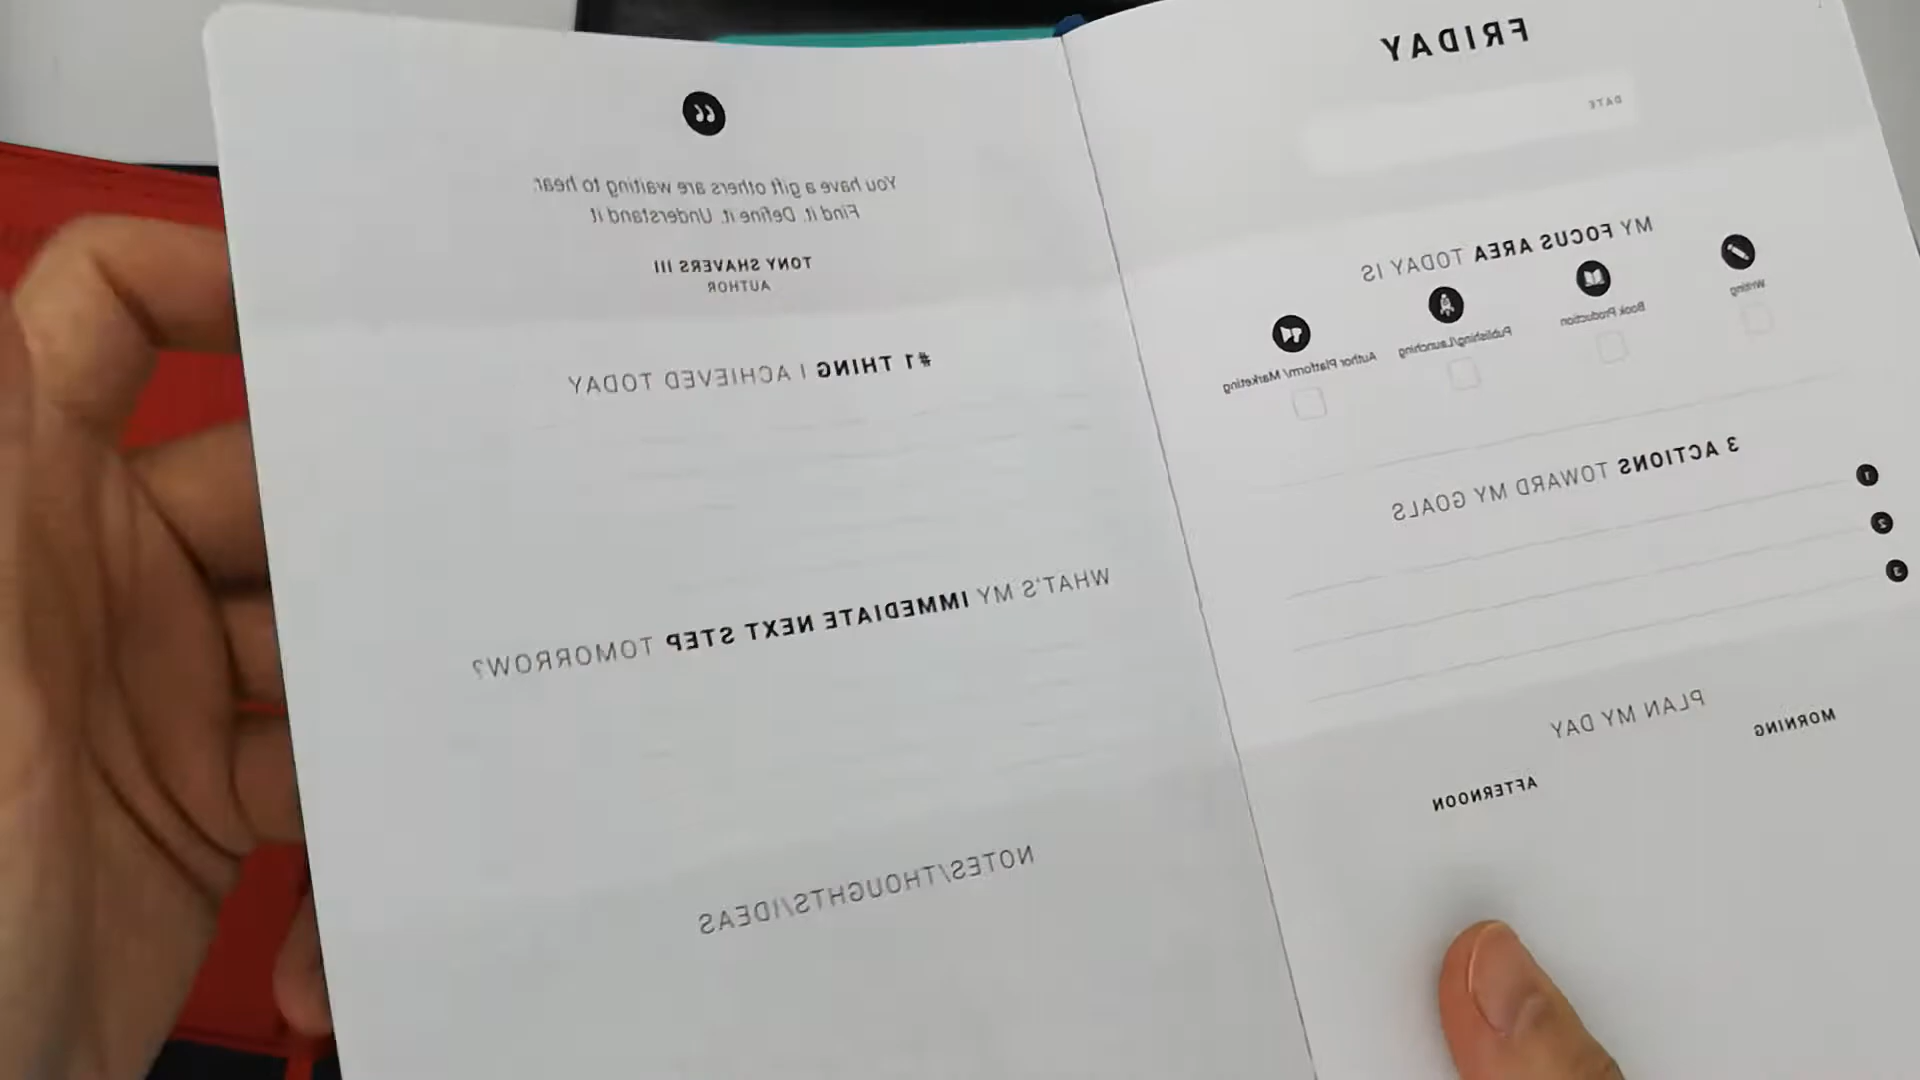 FRIDAY
DATE
MY FOCUS AREA TODAY IS
Writing
Book Production
Publishing/Launching
Author Platform/ Marketing
3 ACTIONS TOWARD MY GOALS
1
2
3
PLAN MY DAY
MORNING
AFTERNOON
“
You have a gift others are waiting to hear.
Find it. Define it. Understand it
TONY SHAVERS III
AUTHOR
#1 THING I ACHIEVED TODAY
WHAT'S MY IMMEDIATE NEXT STEP TOMORROW?
NOTES/THOUGHTS/IDEAS